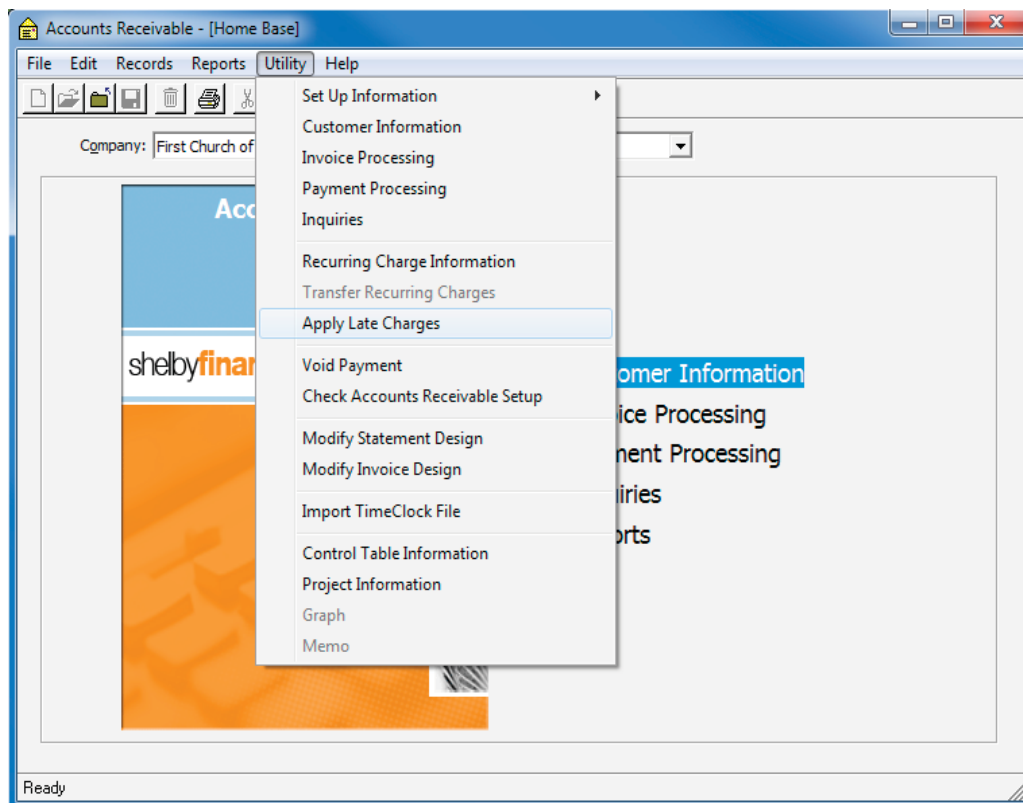 Accounts Receivable - [Home Base]
File Edit Records Reports Utility Help
Company: First Church of
Set Up Information
Customer Information
Invoice Processing
Payment Processing
Inquiries
Recurring Charge Information
Transfer Recurring Charges
Apply Late Charges
Void Payment
Check Accounts Receivable Setup
Modify Statement Design
Modify Invoice Design
Import TimeClock File
Control Table Information
Project Information
Graph
Memo
Acc
shelbyfinan
omer Information
ice Processing
ment Processing
iiries
orts
Ready